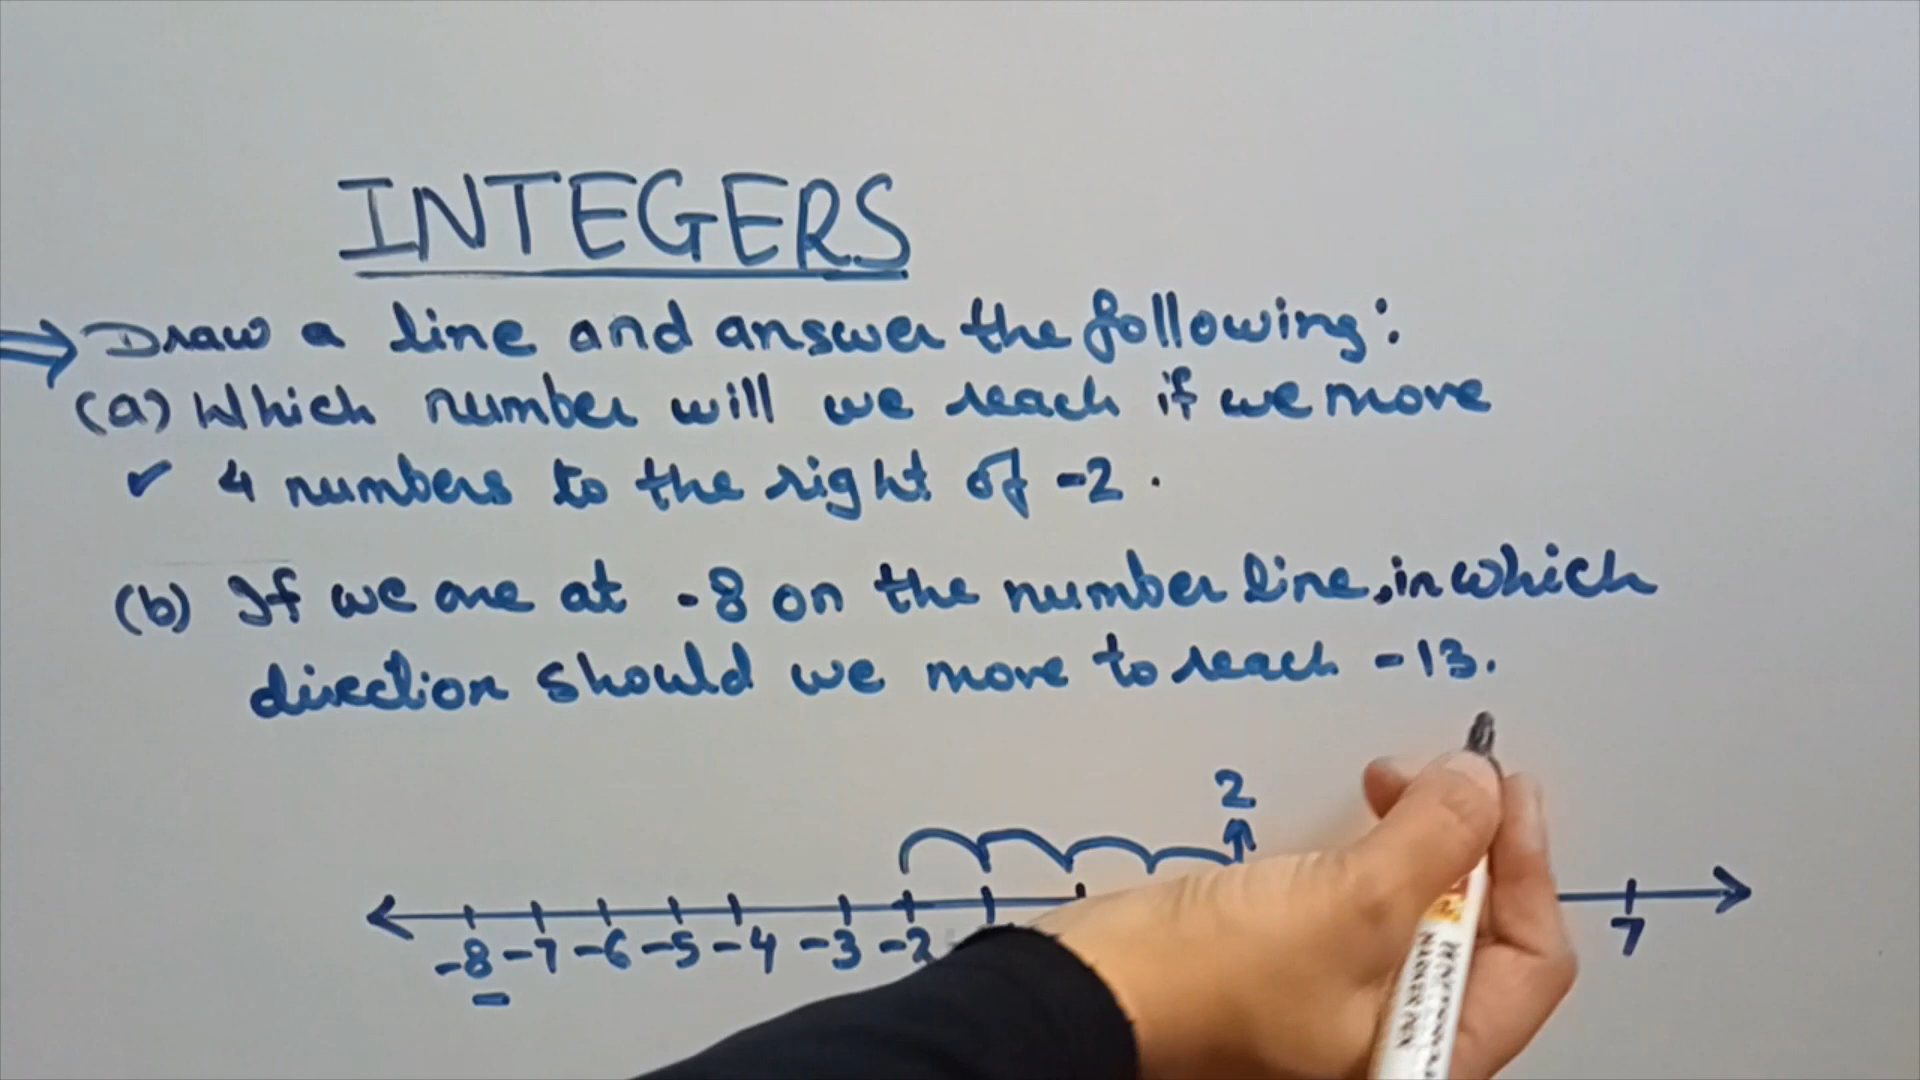 INTEGERS
⇒ Draw a line and answer the following:
(a) Which number will we reach if we move
✓ 4 numbers to the right of -2.
(b) If we are at -8 on the number line, in which
direction should we move to reach -13.
2
-8 -7 -6 -5 -4 -3 -2 7